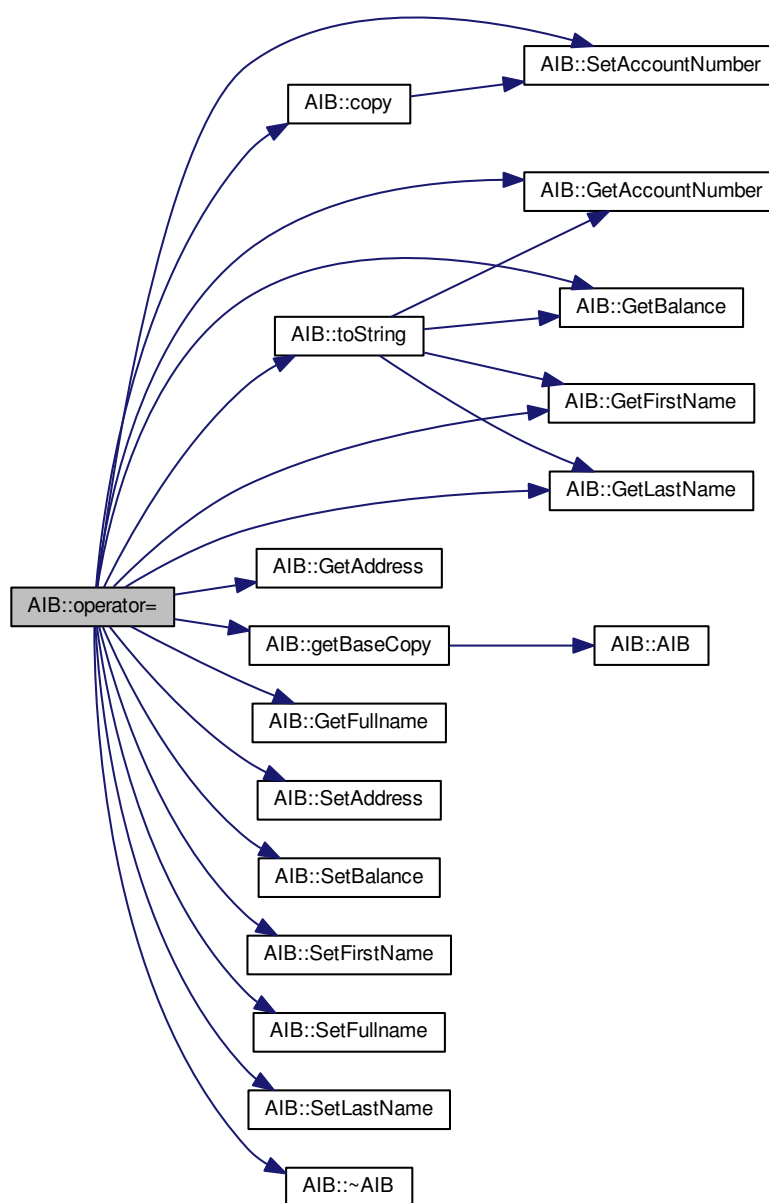 AIB::SetAccountNumber
AIB::copy
AIB::GetAccountNumber
AIB::GetBalance
AIB::toString
AIB::GetFirstName
AIB::GetLastName
AIB::GetAddress
AIB::operator=
AIB::getBaseCopy
AIB::AIB
AIB::GetFullname
AIB::SetAddress
AIB::SetBalance
AIB::SetFirstName
AIB::SetFullname
AIB::SetLastName
AIB::~AIB